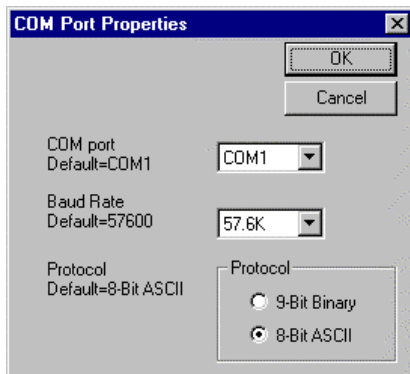 COM Port Properties
OK
Cancel
COM port
Default=COM1
COM1
Baud Rate
Default=57600
57.6K
Protocol
Default=8-Bit ASCII
Protocol
9-Bit Binary
8-Bit ASCII